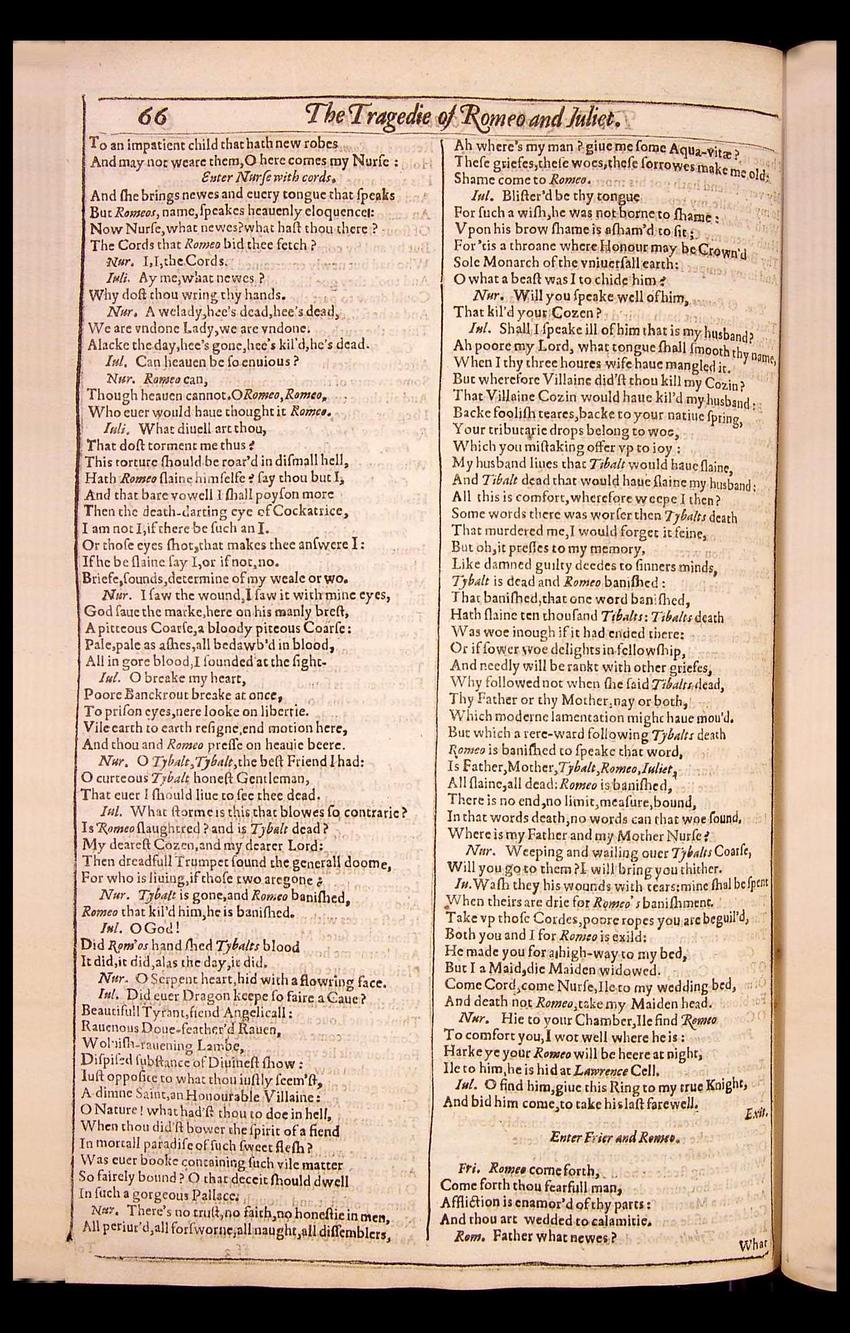 66
The Tragedie of Romeo and Iuliet.
To an impatient child that hath new robes
And may not weare them, O here comes my Nurſe :
Enter Nurſe with cords.
And ſhe brings newes and euery tongue that ſpeaks
But Romeos, name, ſpeakes heauenly eloquence:
Now Nurſe, what newes? what haſt thou there ?
The Cords that Romeo bid thee fetch ?
Nur. I, I, the Cords.
Iuli. Ay me, what newes ?
Why doſt thou wring thy hands.
Nur. A welady, hee's dead, hee's dead,
We are vndone Lady, we are vndone.
Alacke the day, hee's gone, hee's kil'd, he's dead.
Iul. Can heauen be ſo enuious ?
Nur. Romeo can,
Though heauen cannot. O Romeo, Romeo,
Who euer would haue thought it Romeo.
Iuli. What diuell art thou,
That doſt torment me thus ?
This torture ſhould be roar'd in diſmall hell,
Hath Romeo ſlaine himſelfe ? ſay thou but I,
And that bare vowell I ſhall poyſon more
Then the death-darting eye of Cockatrice,
I am not I, if there be ſuch an I.
Or thoſe eyes ſhot, that makes thee anſwere I :
If he be ſlaine ſay I, or if not, no.
Briefe, ſounds, determine of my weale or wo.
Nur. I ſaw the wound, I ſaw it with mine eyes,
God ſaue the marke, here on his manly breſt,
A pitteous Coarſe, a bloody piteous Coarſe :
Pale, pale as aſhes, all bedawb'd in blood,
All in gore blood, I ſounded at the ſight-
Iul. O breake my heart,
Poore Banckrout breake at once,
To priſon eyes, nere looke on libertie.
Vile earth to earth reſigne, end motion here,
And thou and Romeo preſſe on heauie beere.
Nur. O Tybalt, Tybalt, the beſt Friend I had:
O curteous Tybalt honeſt Gentleman,
That euer I ſhould liue to ſee thee dead.
Iul. What ſtorme is this that blowes ſo contrarie ?
Is Romeo ſlaughtred ? and is Tybalt dead ?
My deareſt Cozen, and my dearer Lord :
Then dreadfull Trumpet ſound the generall doome,
For who is liuing, if thoſe two are gone ?
Nur. Tybalt is gone, and Romeo baniſhed,
Romeo that kil'd him, he is baniſhed.
Iul. O God !
Did Rom'os hand ſhed Tybalts blood
It did, it did, alas the day, it did.
Nur. O Serpent heart, hid with a flowring face.
Iul. Did euer Dragon keepe ſo faire a Caue ?
Beautifull Tyrant, fiend Angelicall :
Rauenous Doue-feather'd Rauen,
Woluiſh-rauening Lambe,
Diſpiſed ſubſtance of Diuineſt ſhow :
Iuſt oppoſite to what thou iuſtly ſeem'ſt,
A dimne Saint, an Honourable Villaine :
O Nature ! what had'ſt thou to doe in hell,
When thou did'ſt bower the ſpirit of a fiend
In mortall paradiſe of ſuch ſweet fleſh ?
Was euer booke containing ſuch vile matter
So fairely bound ? O that deceit ſhould dwell
In ſuch a gorgeous Pallace.
Nur. There's no truſt, no faith, no honeſtie in men,
All periur'd, all forſworne, all naught, all diſſemblers,
Ah where's my man ? giue me ſome Aqua-vitæ ?
Theſe griefes, theſe woes, theſe ſorrowes make me old:
Shame come to Romeo.
Iul. Bliſter'd be thy tongue
For ſuch a wiſh, he was not borne to ſhame :
Vpon his brow ſhame is aſham'd to ſit ;
For 'tis a throane where Honour may be Crown'd
Sole Monarch of the vniuerſall earth :
O what a beaſt was I to chide him ?
Nur. Will you ſpeake well of him,
That kil'd your Cozen ?
Iul. Shall I ſpeake ill of him that is my husband ?
Ah poore my Lord, what tongue ſhall ſmooth thy name,
When I thy three houres wife haue mangled it.
But wherefore Villaine did'ſt thou kill my Cozin ?
That Villaine Cozin would haue kil'd my husband :
Backe fooliſh teares, backe to your natiue ſpring,
Your tributarie drops belong to woe,
Which you miſtaking offer vp to ioy :
My husband liues that Tibalt would haue ſlaine,
And Tibalt dead that would haue ſlaine my husband :
All this is comfort, wherefore weepe I then ?
Some words there was worſer then Tybalts death
That murdered me, I would forget it feine,
But oh, it preſſes to my memory,
Like damned guilty deedes to ſinners minds,
Tybalt is dead and Romeo baniſhed :
That baniſhed, that one word baniſhed,
Hath ſlaine ten thouſand Tibalts : Tibalts death
Was woe inough if it had ended there :
Or if ſower woe delights in fellowſhip,
And needly will be rankt with other griefes,
Why followed not when ſhe ſaid Tibalts dead,
Thy Father or thy Mother, nay or both,
Which moderne lamentation might haue mou'd.
But which a rere-ward following Tybalts death
Romeo is baniſhed to ſpeake that word,
Is Father, Mother, Tybalt, Romeo, Iuliet,
All ſlaine, all dead : Romeo is baniſhed,
There is no end, no limit, meaſure, bound,
In that words death, no words can that woe ſound,
Where is my Father and my Mother Nurſe ?
Nur. Weeping and wailing ouer Tybalts Coarſe,
Will you go to them ? I will bring you thither.
Iu. Waſh they his wounds with tears: mine ſhal be ſpent
When theirs are drie for Romeo's baniſhment.
Take vp thoſe Cordes, poore ropes you are beguil'd,
Both you and I for Romeo is exild :
He made you for a high-way to my bed,
But I a Maid, die Maiden widowed.
Come Cord, come Nurſe, Ile to my wedding bed,
And death not Romeo, take my Maiden head.
Nur. Hie to your Chamber, Ile find Romeo
To comfort you, I wot well where he is :
Harke ye your Romeo will be heere at night,
Ile to him, he is hid at Lawrence Cell.
Iul. O find him, giue this Ring to my true Knight,
And bid him come, to take his laſt farewell.
Exit.
Enter Frier and Romeo.
Fri. Romeo come forth,
Come forth thou fearfull man,
Affliction is enamor'd of thy parts :
And thou art wedded to calamitie.
Rom. Father what newes ?
What